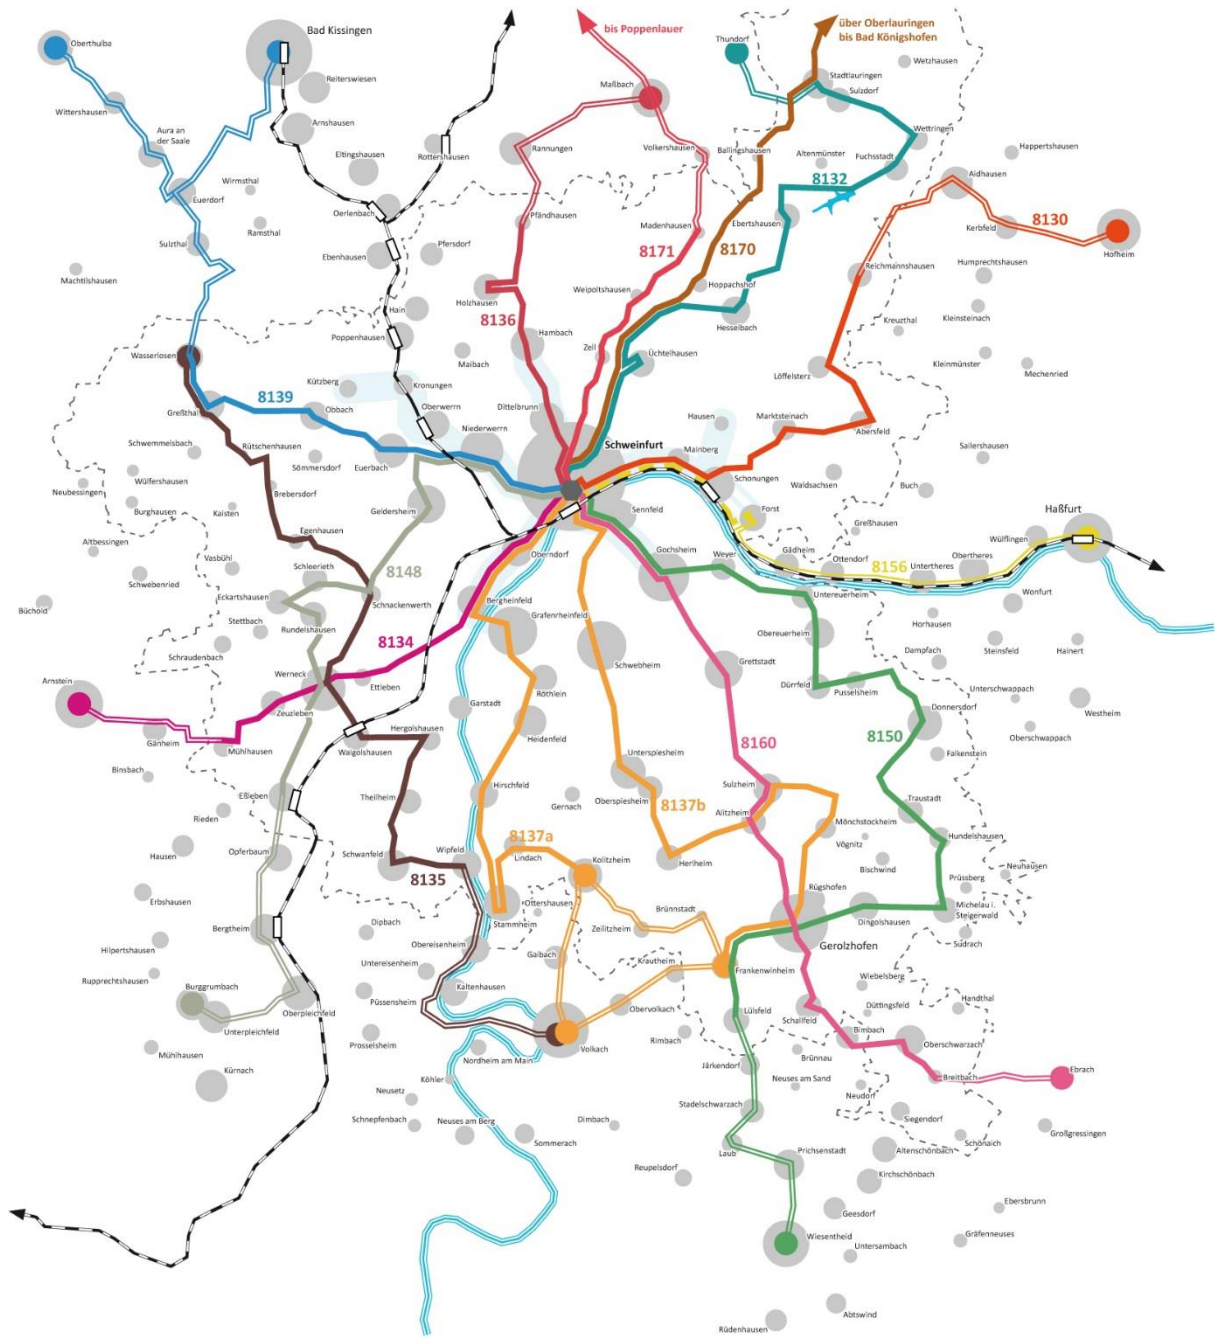 bis Poppenlauer
über Oberlauringen
bis Bad Königshofen
Oberthulba
Bad Kissingen
Thundorf
Reiterswiesen
Maßbach
Stadtlauringen
Sulzdorf
Wetzhausen
Wittershausen
Arnshausen
Aura an
der Saale
Eltingshausen
Rottershausen
Rannungen
Volkershausen
Ballingshausen
Altenmünster
Wettringen
Fuchsstadt
Happertshausen
Aidhausen
Wirmsthal
Euerdorf
Ramsthal
Oerlenbach
8132
Pfändhausen
Madenhausen
Ebertshausen
Kerbfeld
8130
Hofheim
Sulzthal
Ebenhausen
Pfersdorf
8171
8170
Reichmannshausen
Humprechtshausen
Machtilshausen
Holzhausen
Weipoltshausen
Hoppachshof
Hain
Hesselbach
Kleinsteinach
8136
Kreuzthal
Poppenhausen
Hambach
Wasserlosen
Maibach
Zell
Üchtelhausen
Löffelsterz
Kleinmünster
Mechenried
8139
Kützberg
Kronungen
Greßthal
Obbach
Oberwerrn
Dittelbrunn
Hausen
Marktsteinach
Abersfeld
Niederwerrn
Schweinfurt
Schwemmelsbach
Rütschenhausen
Sömmersdorf
Euerbach
Mainberg
Sailershausen
Neubessingen
Wülfershausen
Schonungen
Waldsachsen
Buch
Brebersdorf
Burghausen
Kaisten
Geldersheim
Sennfeld
Forst
Greßhausen
Haßfurt
Egenhausen
Altbessingen
Vasbühl
Oberndorf
Gochsheim
Weyer
Gädheim
Ottendorf
Wülflingen
Obertheres
Schwebenried
Schleerieth
8148
8156
Untertheres
Büchold
Eckartshausen
Schnackenwerth
Bergheinfeld
Untereuerheim
Wonfurt
Stettbach
Rundelshausen
Grafenrheinfeld
Horhausen
8134
Obereuerheim
Schraudenbach
Schwebheim
Dampfach
Steinsfeld
Hainert
Arnstein
Werneck
Ettleben
Röthlein
Grettstadt
Dürrfeld
Pusselsheim
Unterschwappach
Garstadt
Zeuzleben
Donnersdorf
Westheim
Gänheim
Mühlhausen
Hergolshausen
Waigolshausen
Heidenfeld
8160
8150
Oberschwappach
Binsbach
Unterspiesheim
Falkenstein
Eßleben
Theilheim
Hirschfeld
Gernach
Oberspiesheim
8137b
Sulzheim
Rieden
Alitzheim
Traustadt
8137a
Mönchstockheim
Hundelshausen
Hausen
Opferbaum
Schwanfeld
Wipfeld
Lindach
Kolitzheim
Herlheim
Vögnitz
Bischwind
Neuhausen
8135
Prüssberg
Erbshausen
Rügshofen
Ottershausen
Brünnstadt
Dipbach
Stammheim
Dingolshausen
Michelau i.
Steigerwald
Bergtheim
Zeilitzheim
Hilpertshausen
Obereisenheim
Gerolzhofen
Sudrach
Gaibach
Krautheim
Frankenwinheim
Rupprechtshausen
Untereisenheim
Wiebelsberg
Burggrumbach
Püssensheim
Kaltenhausen
Obervolkach
Düttingsfeld
Handthal
Oberpleichfeld
Lülsfeld
Schallfeld
Unterpleichfeld
Prosselsheim
Volkach
Rimbach
Bimbach
Oberschwarzach
Mühlhausen
Nordheim am Main
Brünnau
Kürnach
Köhler
Järkendorf
Neuses am Sand
Breitbach
Ebrach
Neusetz
Neudorf
Schnepfenbach
Neuses am Berg
Dimbach
Stadelschwarzach
Siegendorf
Großgressingen
Sommerach
Schönaich
Laub
Prichsenstadt
Altenschönbach
Reupelsdorf
Kirchschönbach
Geesdorf
Ebersbrunn
Wiesentheid
Gräfenneuses
Untersambach
Abtswind
Rüdenhausen